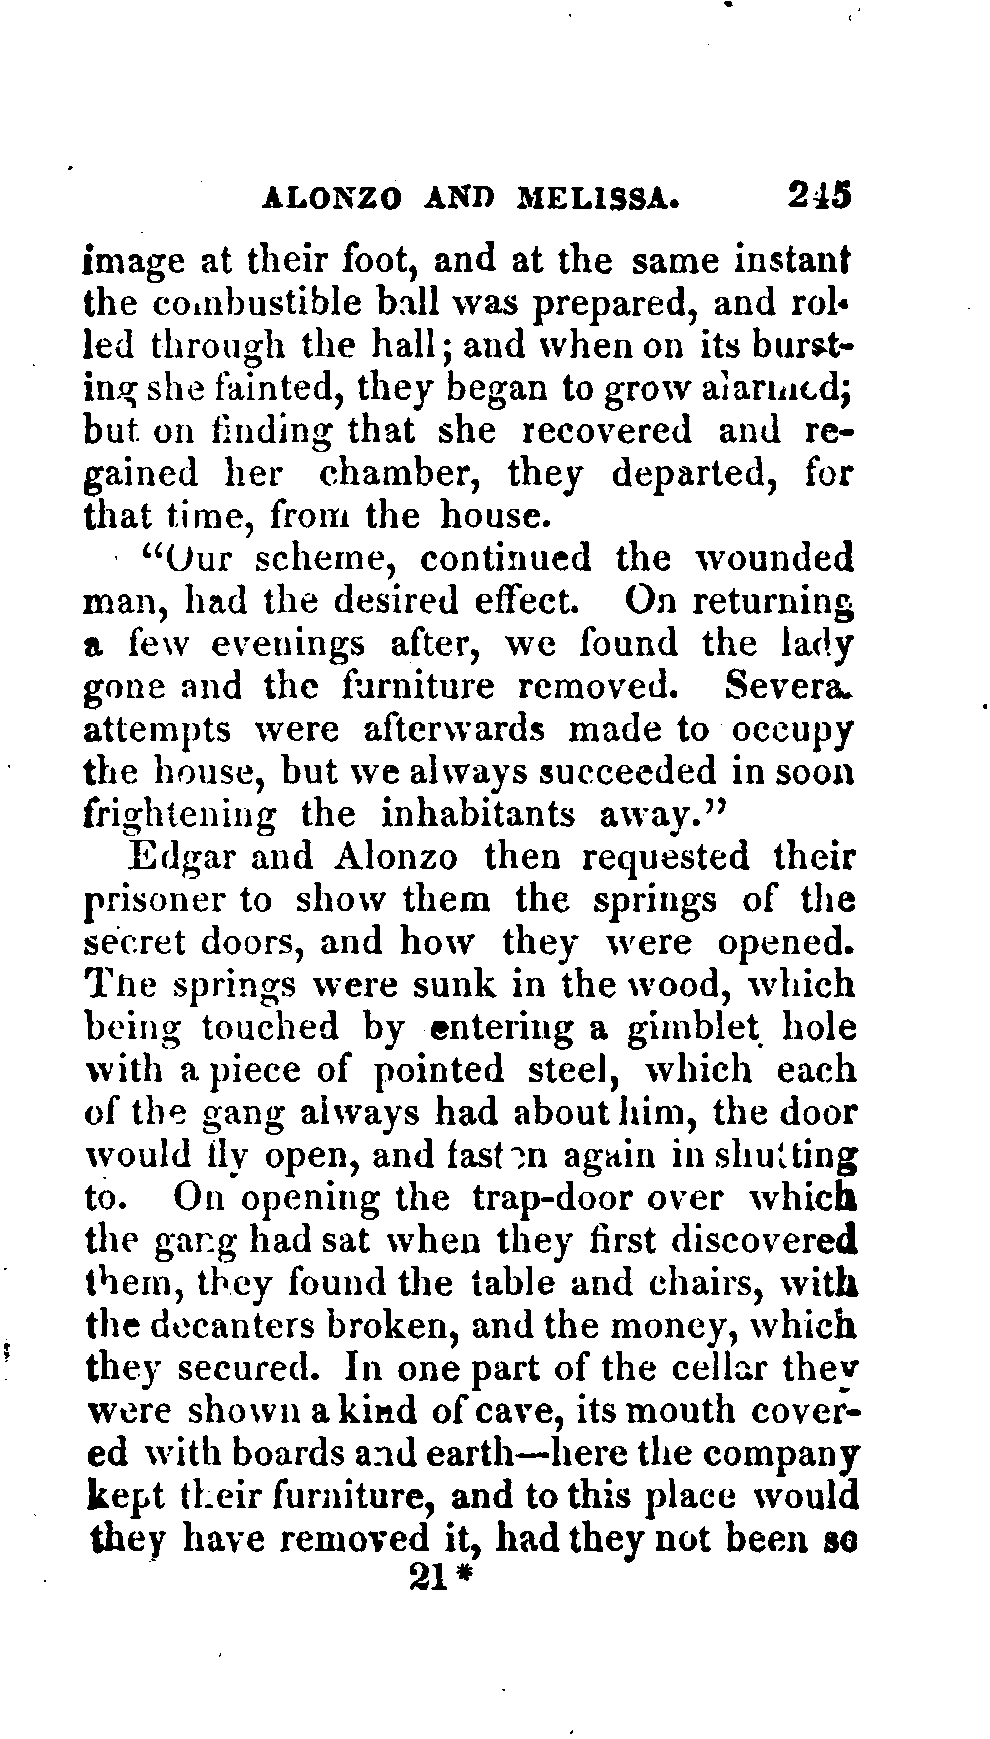 ALONZO AND MELISSA. 245
image at their foot, and at the same instant
the combustible ball was prepared, and rol-
led through the hall; and when on its burst-
ing she fainted, they began to grow alarmed;
but on finding that she recovered and re-
gained her chamber, they departed, for
that time, from the house.
"Our scheme, continued the wounded
man, had the desired effect. On returning
a few evenings after, we found the lady
gone and the furniture removed. Severa.
attempts were afterwards made to occupy
the house, but we always succeeded in soon
frightening the inhabitants away."
Edgar and Alonzo then requested their
prisoner to show them the springs of the
secret doors, and how they were opened.
The springs were sunk in the wood, which
being touched by entering a gimblet hole
with a piece of pointed steel, which each
of the gang always had about him, the door
would fly open, and fasten again in shutting
to. On opening the trap-door over which
the gang had sat when they first discovered
them, they found the table and chairs, with
the decanters broken, and the money, which
they secured. In one part of the cellar they
were shown a kind of cave, its mouth cover-
ed with boards and earth—here the company
kept their furniture, and to this place would
they have removed it, had they not been so
21*